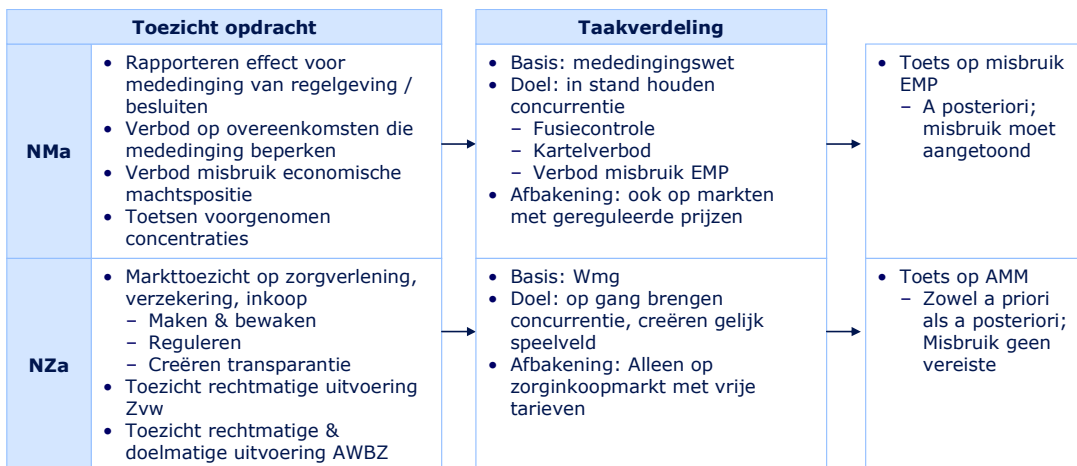 Toezicht opdracht
Taakverdeling
NMa
• Rapporteren effect voor
mededinging van regelgeving /
besluiten
• Verbod op overeenkomsten die
mededinging beperken
• Verbod misbruik economische
machtspositie
• Toetsen voorgenomen
concentraties
• Basis: mededingingswet
• Doel: in stand houden
concurrentie
– Fusiecontrole
– Kartelverbod
– Verbod misbruik EMP
• Afbakening: ook op markten
met gereguleerde prijzen
• Toets op misbruik
EMP
– A posteriori;
misbruik moet
aangetoond
NZa
• Markttoezicht op zorgverlening,
verzekering, inkoop
– Maken & bewaken
– Reguleren
– Creëren transparantie
• Toezicht rechtmatige uitvoering
Zvw
• Toezicht rechtmatige &
doelmatige uitvoering AWBZ
• Basis: Wmg
• Doel: op gang brengen
concurrentie, creëren gelijk
speelveld
• Afbakening: Alleen op
zorginkoopmarkt met vrije
tarieven
• Toets op AMM
– Zowel a priori
als a posteriori;
Misbruik geen
vereiste